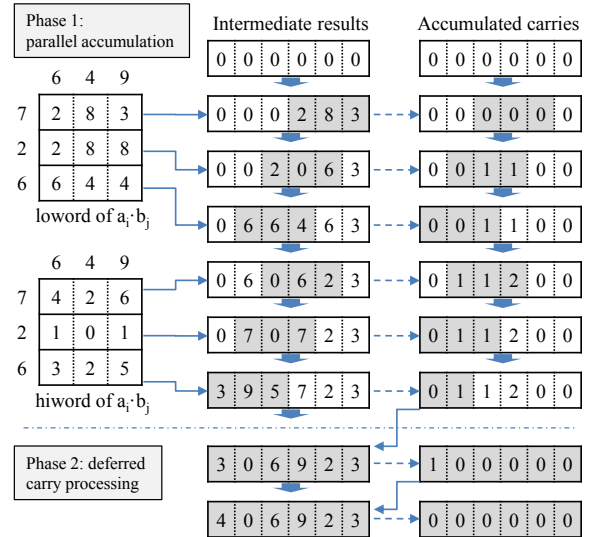 Phase 1:
parallel accumulation
Intermediate results
Accumulated carries
0 0 0 0 0 0
0 0 0 0 0 0
6 4 9
7 2 8 3
0 0 0 2 8 3
0 0 0 0 0 0
2 2 8 8
0 0 2 0 6 3
0 0 1 1 0 0
6 6 4 4
0 6 6 4 6 3
0 0 1 1 0 0
loword of aᵢ·bⱼ
6 4 9
7 4 2 6
0 6 0 6 2 3
0 1 1 2 0 0
2 1 0 1
0 7 0 7 2 3
0 1 1 2 0 0
6 3 2 5
3 9 5 7 2 3
0 1 1 2 0 0
hiword of aᵢ·bⱼ
Phase 2: deferred
carry processing
3 0 6 9 2 3
1 0 0 0 0 0
4 0 6 9 2 3
0 0 0 0 0 0